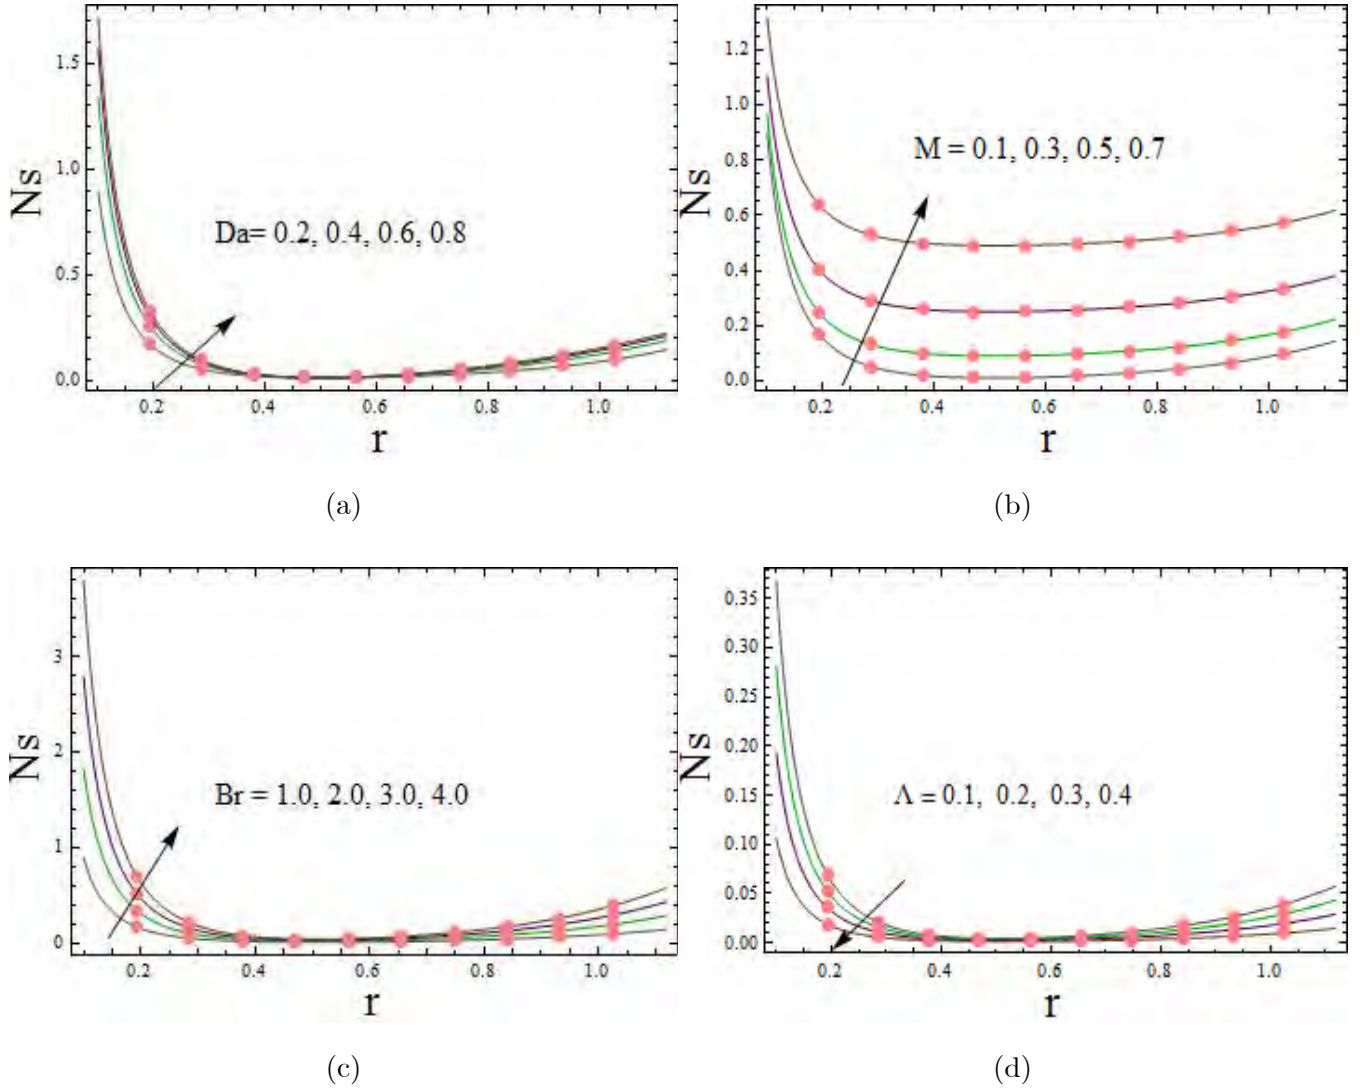 1.5
1.0
0.5
0.0
Ns
Da= 0.2, 0.4, 0.6, 0.8
0.2 0.4 0.6 0.8 1.0
r
(a)
1.2
1.0
0.8
0.6
0.4
0.2
0.0
Ns
M = 0.1, 0.3, 0.5, 0.7
0.2 0.4 0.6 0.8 1.0
r
(b)
3
2
1
0
Ns
Br = 1.0, 2.0, 3.0, 4.0
0.2 0.4 0.6 0.8 1.0
r
(c)
0.35
0.30
0.25
0.20
0.15
0.10
0.05
0.00
Ns
Λ = 0.1, 0.2, 0.3, 0.4
0.2 0.4 0.6 0.8 1.0
r
(d)